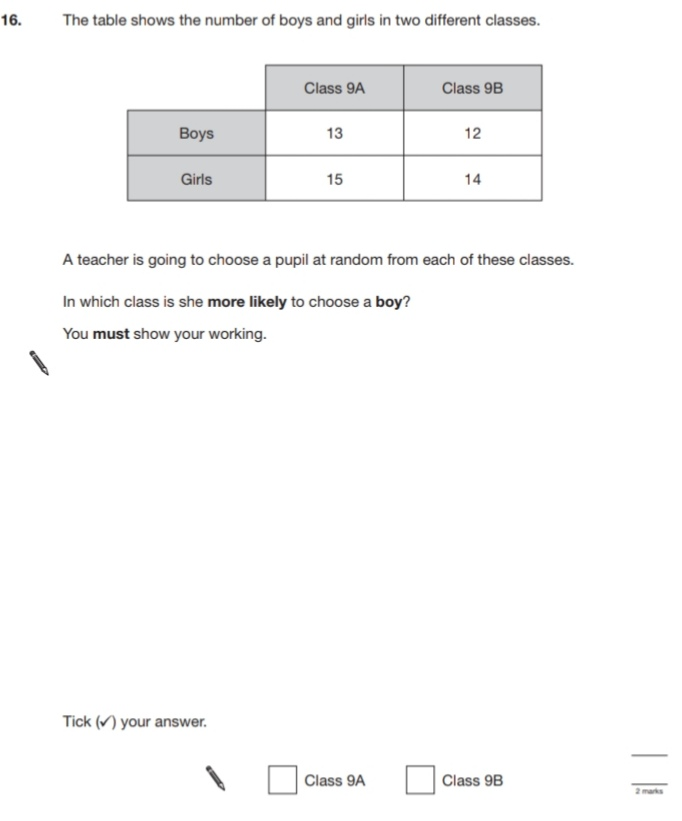 16. The table shows the number of boys and girls in two different classes.
Class 9A Class 9B
Boys 13 12
Girls 15 14
A teacher is going to choose a pupil at random from each of these classes.
In which class is she more likely to choose a boy?
You must show your working.
Tick (✓) your answer.
Class 9A Class 9B
2 marks